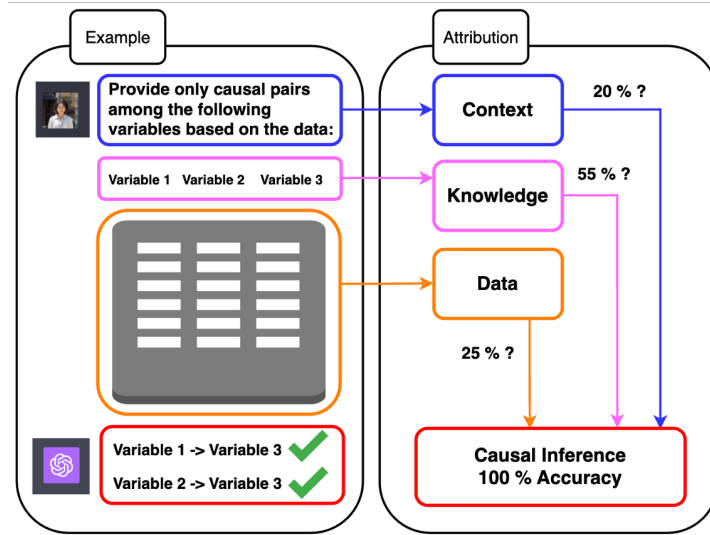 Example
Provide only causal pairs
among the following
variables based on the data:
Variable 1 Variable 2 Variable 3
Variable 1 -> Variable 3
Variable 2 -> Variable 3
Attribution
Context
20 % ?
Knowledge
55 % ?
Data
25 % ?
Causal Inference
100 % Accuracy